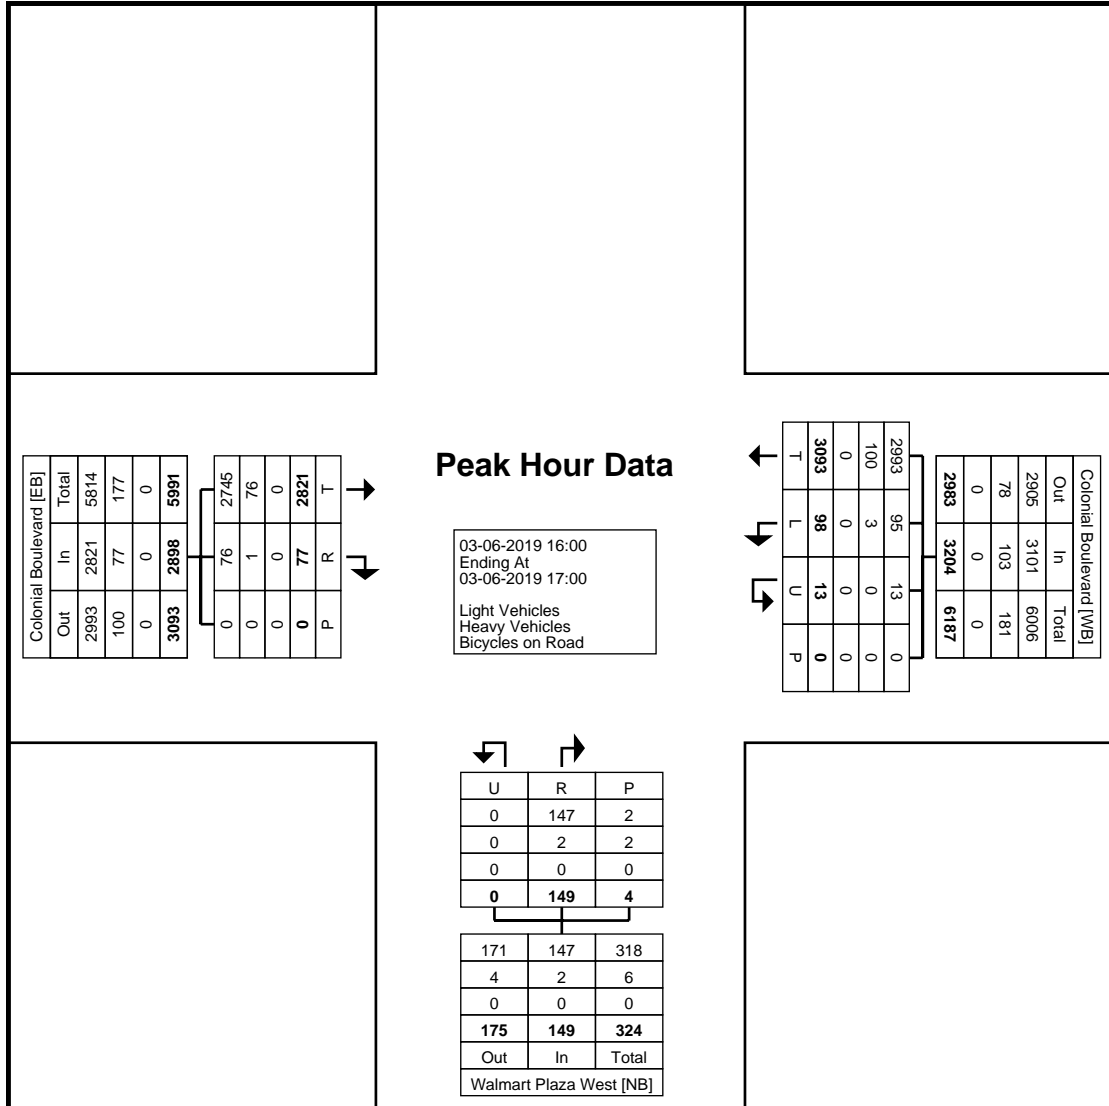 Peak Hour Data
03-06-2019 16:00
Ending At
03-06-2019 17:00
Light Vehicles
Heavy Vehicles
Bicycles on Road
Colonial Boulevard [EB]
Total In Out
5814 2821 2993
177 77 100
0 0 0
5991 2898 3093
2745 76 0
76 1 0
0 0 0
2821 77 0
T R P
Colonial Boulevard [WB]
Out In Total
2905 3101 6006
78 103 181
0 0 0
2983 3204 6187
2993 95 13 0
100 3 0 0
0 0 0 0
3093 98 13 0
T L U P
U R P
0 147 2
0 2 2
0 0 0
0 149 4
171 147 318
4 2 6
0 0 0
175 149 324
Out In Total
Walmart Plaza West [NB]